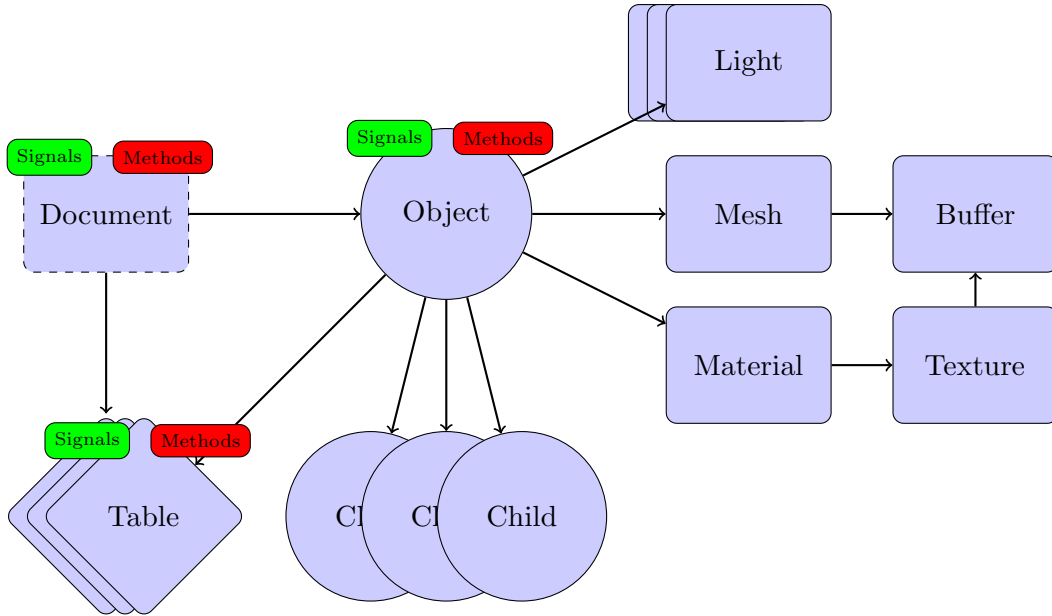 Light
Signals
Methods
Signals
Methods
Document
Object
Mesh
Buffer
Material
Texture
Signals
Methods
Table
Child